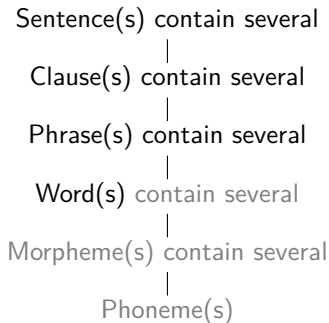 Sentence(s) contain several
Clause(s) contain several
Phrase(s) contain several
Word(s) contain several
Morpheme(s) contain several
Phoneme(s)